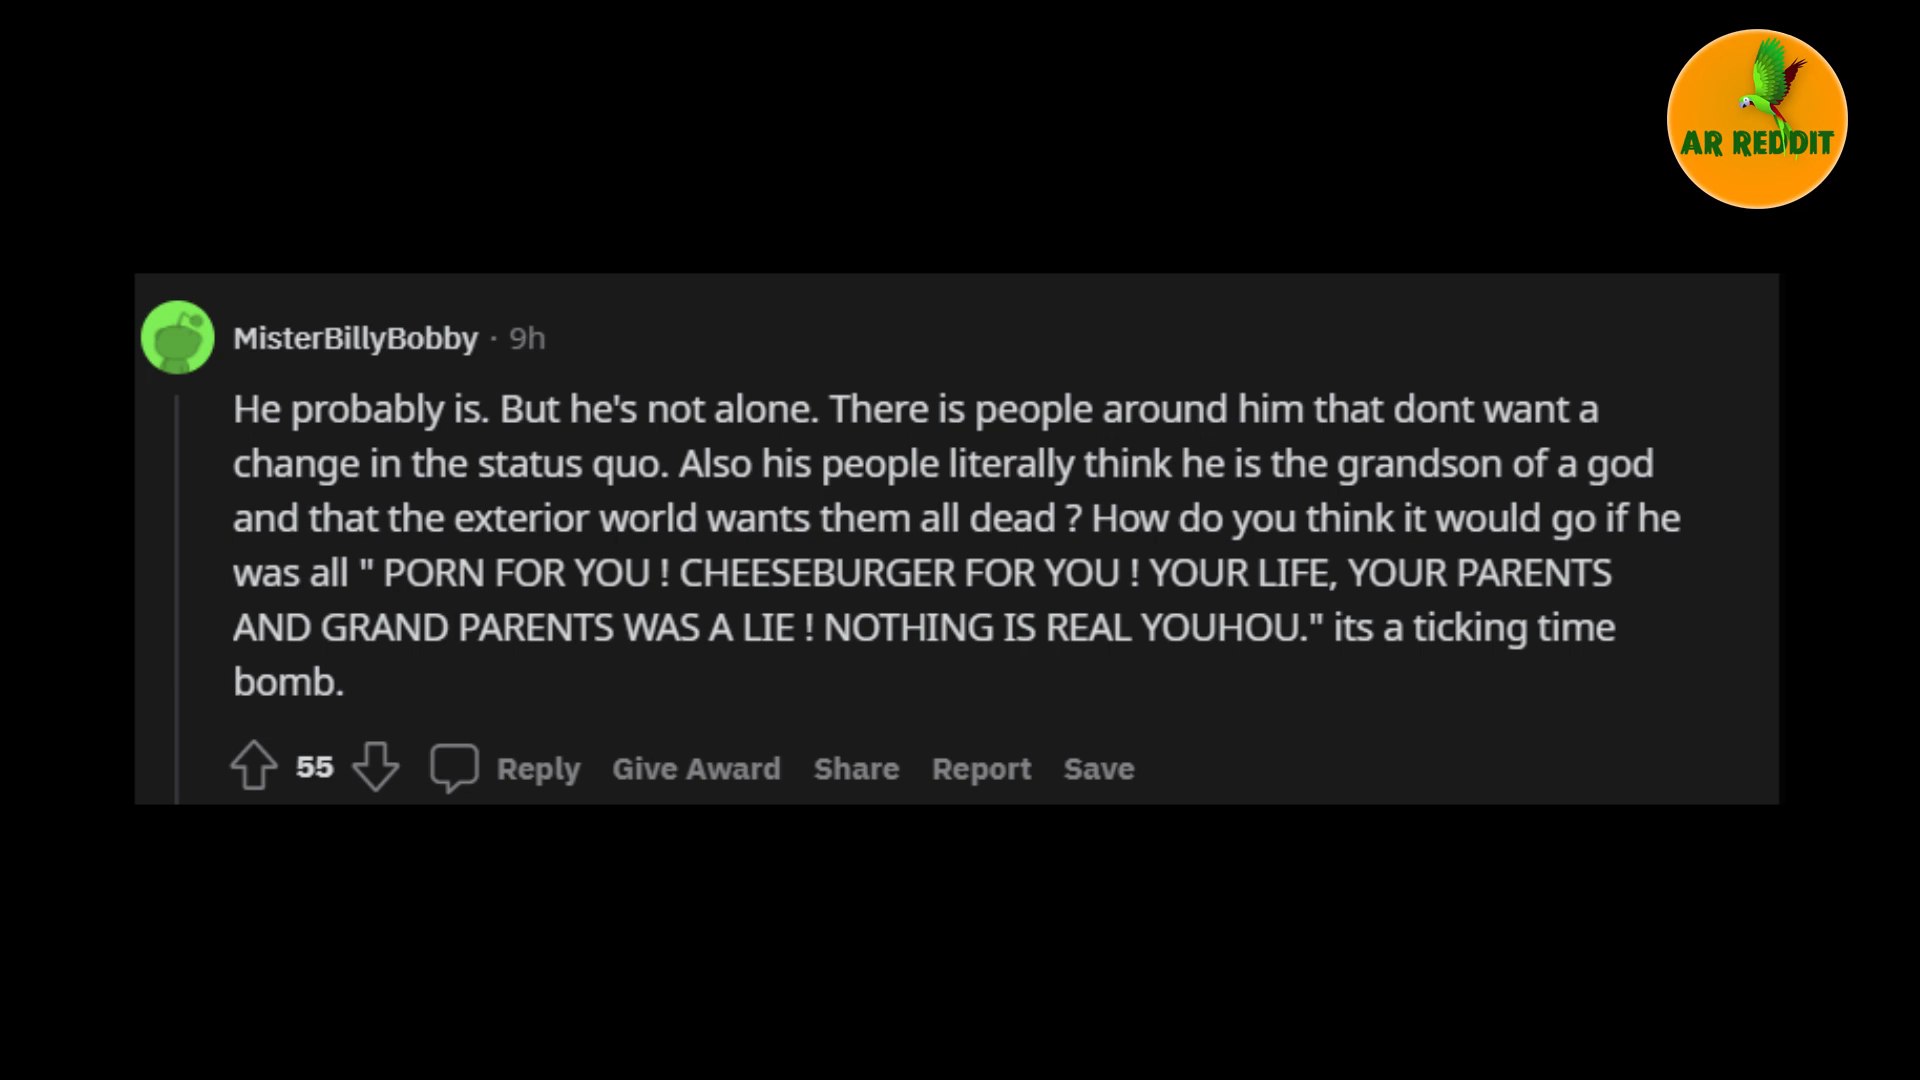 AR REDDIT
MisterBillyBobby · 9h
He probably is. But he's not alone. There is people around him that dont want a
change in the status quo. Also his people literally think he is the grandson of a god
and that the exterior world wants them all dead ? How do you think it would go if he
was all " PORN FOR YOU ! CHEESEBURGER FOR YOU ! YOUR LIFE, YOUR PARENTS
AND GRAND PARENTS WAS A LIE ! NOTHING IS REAL YOUHOU." its a ticking time
bomb.
55 Reply Give Award Share Report Save